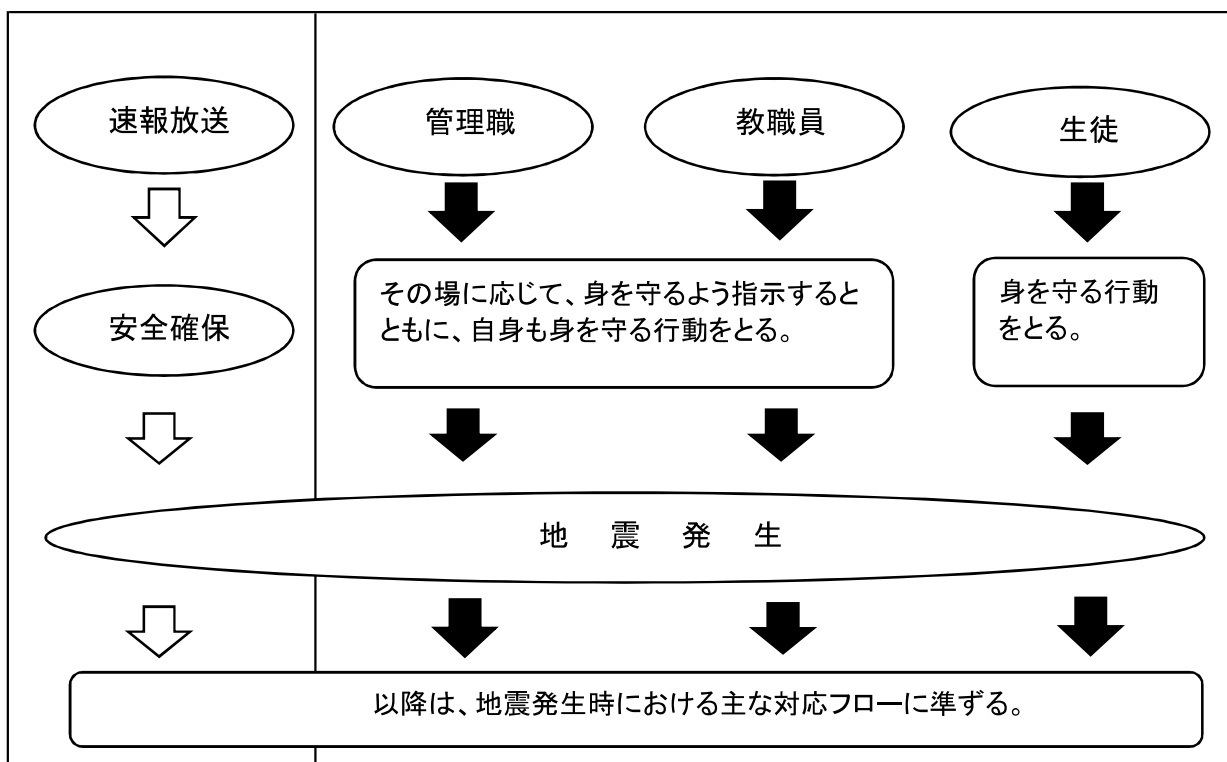 速報放送
管理職
教職員
生徒
安全確保
その場に応じて、身を守るよう指示すると
ともに、自身も身を守る行動をとる。
身を守る行動
をとる。
地 震 発 生
以降は、地震発生時における主な対応フローに準ずる。